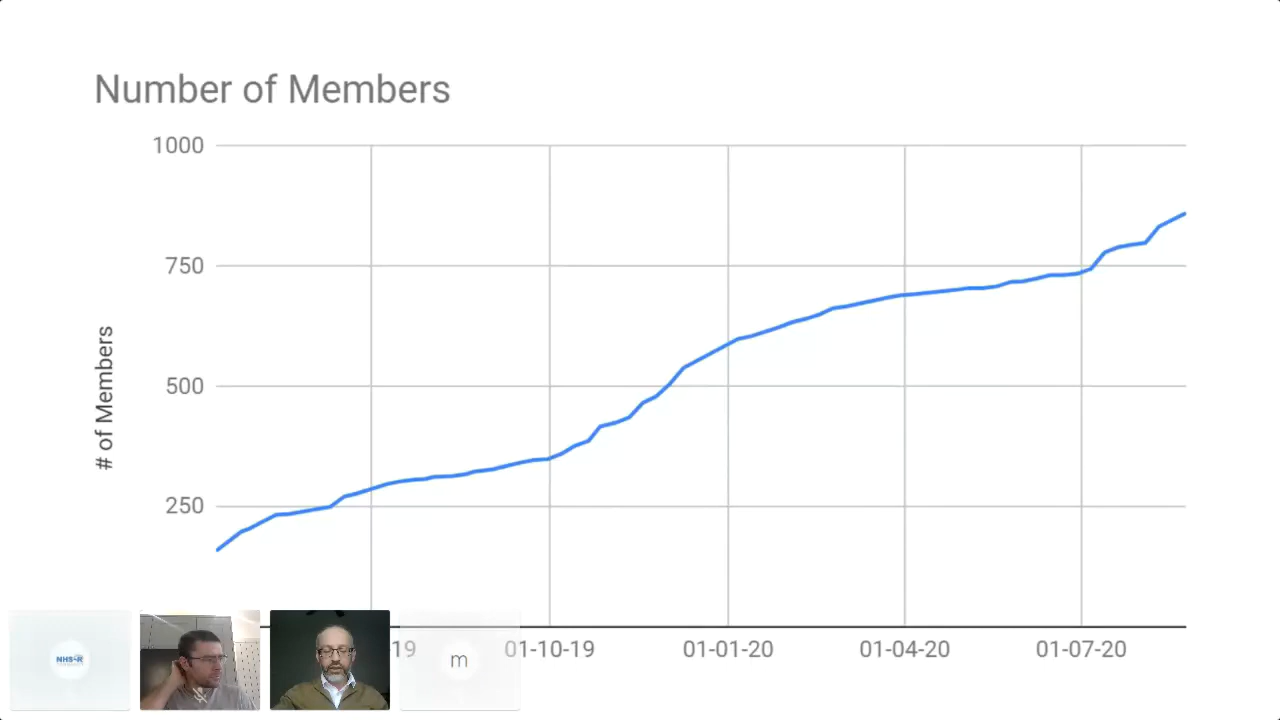 Number of Members
1000
750
500
250
# of Members
-19
01-10-19
01-01-20
01-04-20
01-07-20
NHS-R
m